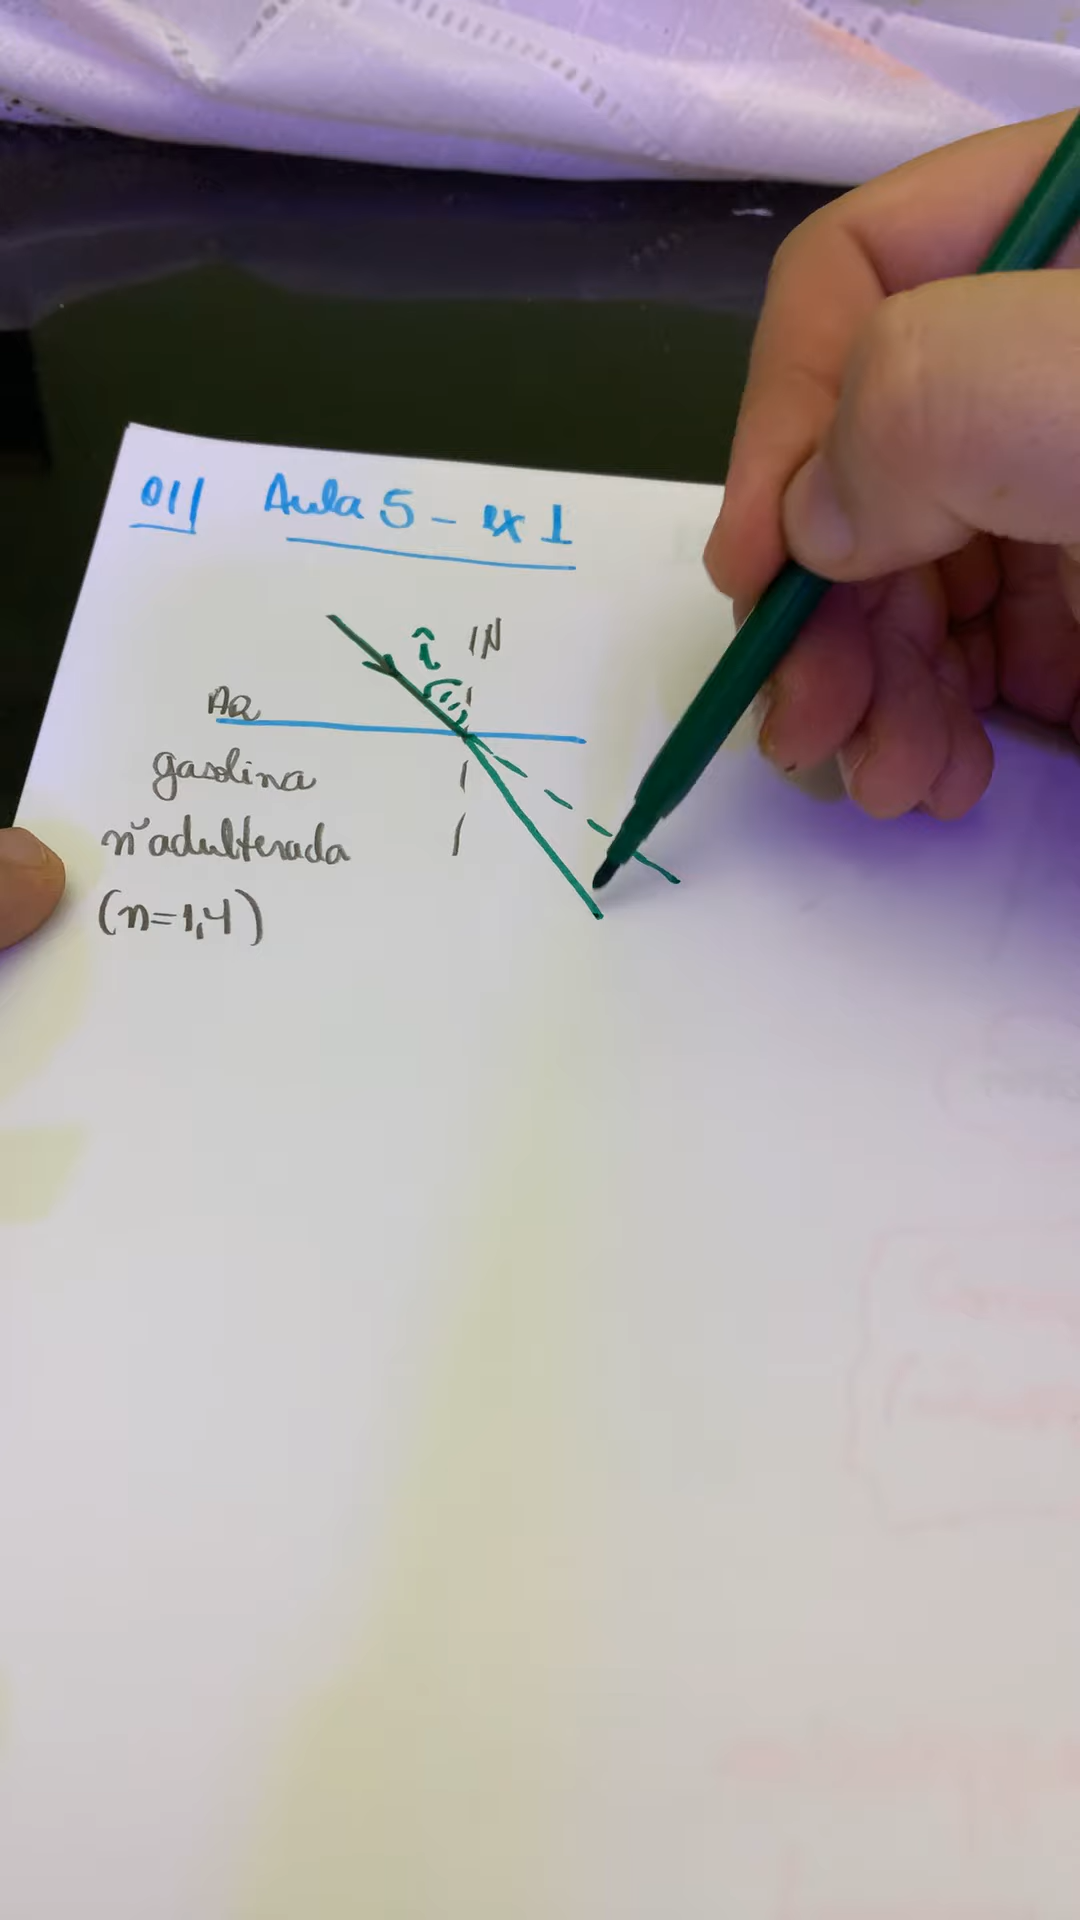 01) Aula 5 - ex 1
î N
AR
gasolina
ñ adulterada
(n=1,4)